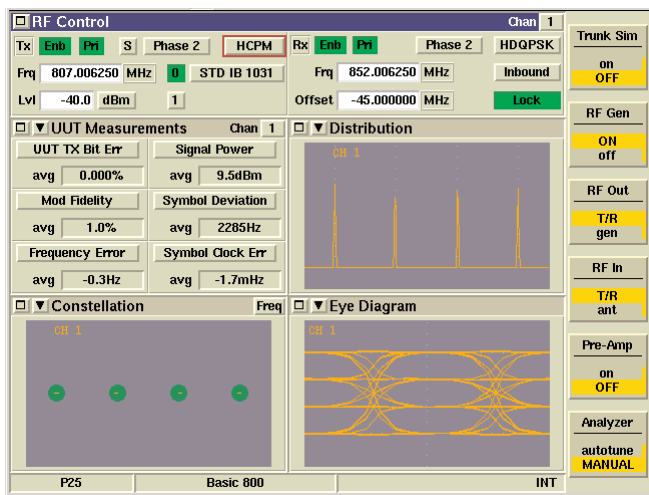 RF Control Chan 1
Tx Enb Pri S Phase 2 HCPM Rx Enb Pri Phase 2 HDQPSK
Frq 807.006250 MHz 0 STD IB 1031 Frq 852.006250 MHz Inbound
Lvl -40.0 dBm 1 Offset -45.000000 MHz Lock
UUT Measurements Chan 1
UUT TX Bit Err Signal Power
avg 0.000% avg 9.5dBm
Mod Fidelity Symbol Deviation
avg 1.0% avg 2285Hz
Frequency Error Symbol Clock Err
avg -0.3Hz avg -1.7mHz
Distribution
CH 1
Constellation Freq
CH 1
Eye Diagram
CH 1
P25 Basic 800 INT
Trunk Sim
on
OFF
RF Gen
ON
off
RF Out
T/R
gen
RF In
T/R
ant
Pre-Amp
on
OFF
Analyzer
autotune
MANUAL